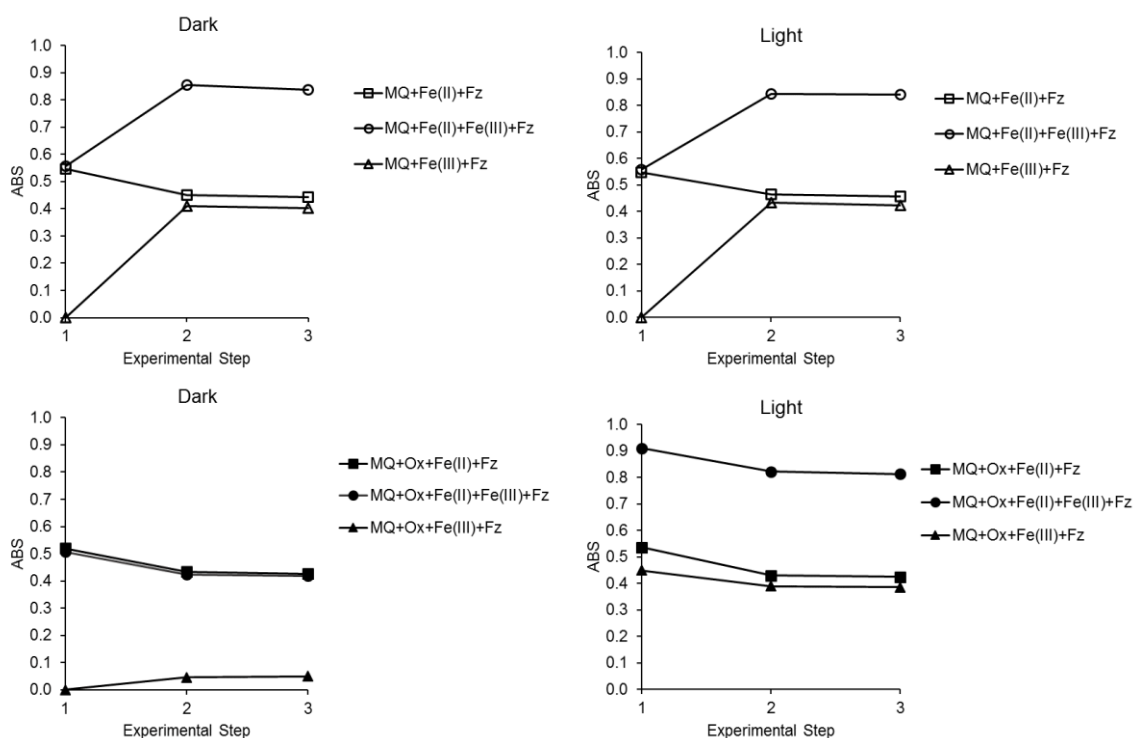 Dark
1.0
0.9
0.8
0.7
0.6
0.5
0.4
0.3
0.2
0.1
0.0
ABS
1 2 3
Experimental Step
MQ+Fe(II)+Fz
MQ+Fe(II)+Fe(III)+Fz
MQ+Fe(III)+Fz
Light
1.0
0.9
0.8
0.7
0.6
0.5
0.4
0.3
0.2
0.1
0.0
ABS
1 2 3
Experimental Step
MQ+Fe(II)+Fz
MQ+Fe(II)+Fe(III)+Fz
MQ+Fe(III)+Fz
Dark
1.0
0.9
0.8
0.7
0.6
0.5
0.4
0.3
0.2
0.1
0.0
ABS
1 2 3
Experimental Step
MQ+Ox+Fe(II)+Fz
MQ+Ox+Fe(II)+Fe(III)+Fz
MQ+Ox+Fe(III)+Fz
Light
1.0
0.9
0.8
0.7
0.6
0.5
0.4
0.3
0.2
0.1
0.0
ABS
1 2 3
Experimental Step
MQ+Ox+Fe(II)+Fz
MQ+Ox+Fe(II)+Fe(III)+Fz
MQ+Ox+Fe(III)+Fz